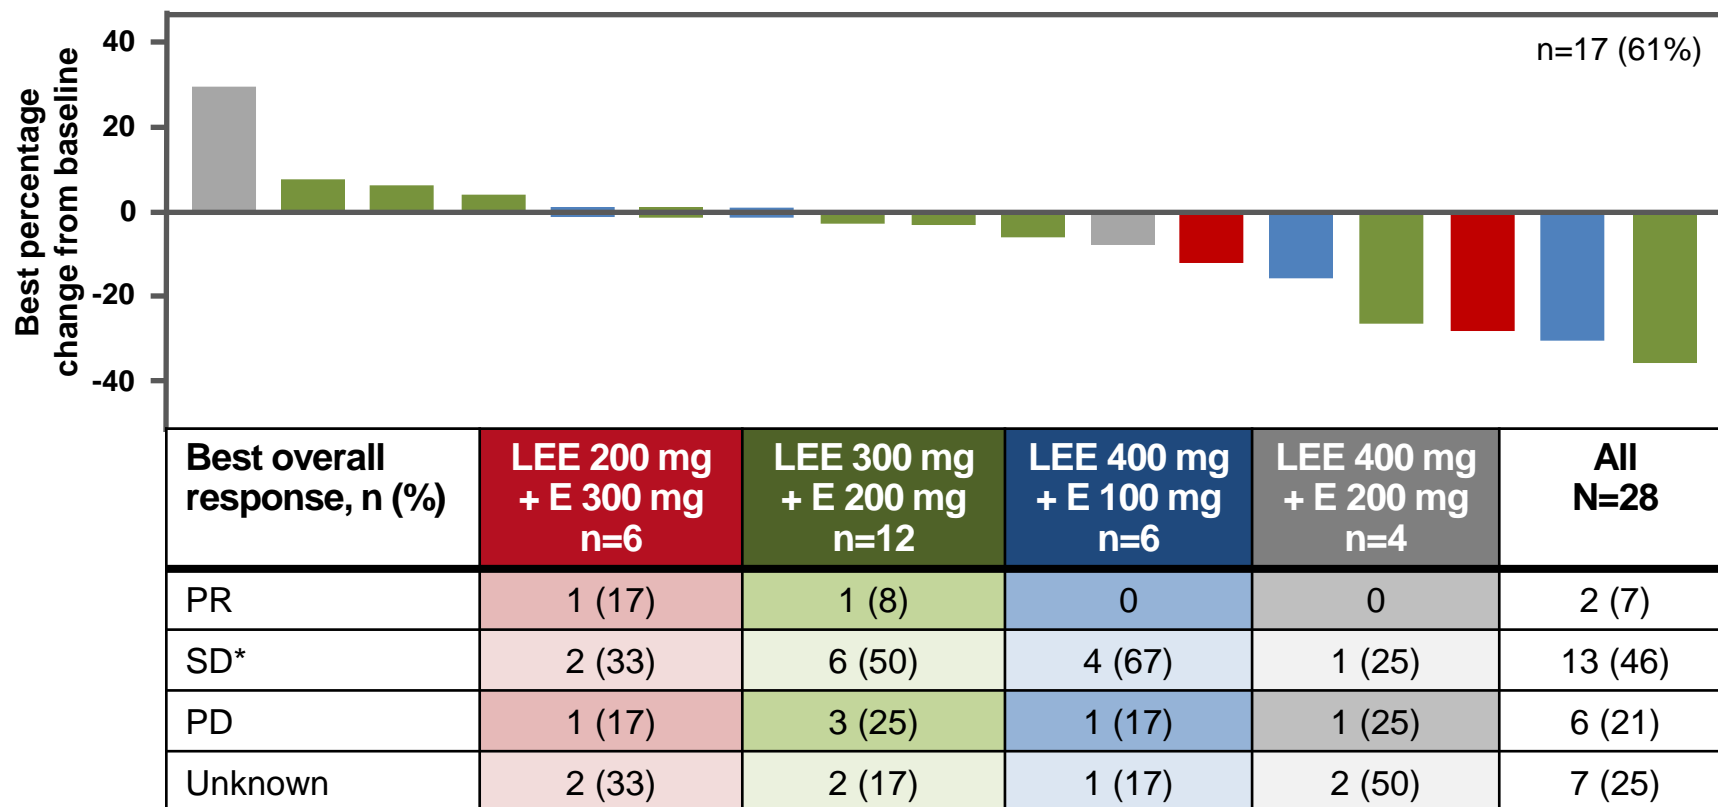 n=17 (61%)
Best percentage
change from baseline
40
20
0
-20
-40
Best overall
response, n (%)
LEE 200 mg
+ E 300 mg
n=6
LEE 300 mg
+ E 200 mg
n=12
LEE 400 mg
+ E 100 mg
n=6
LEE 400 mg
+ E 200 mg
n=4
All
N=28
PR 1 (17) 1 (8) 0 0 2 (7)
SD* 2 (33) 6 (50) 4 (67) 1 (25) 13 (46)
PD 1 (17) 3 (25) 1 (17) 1 (25) 6 (21)
Unknown 2 (33) 2 (17) 1 (17) 2 (50) 7 (25)